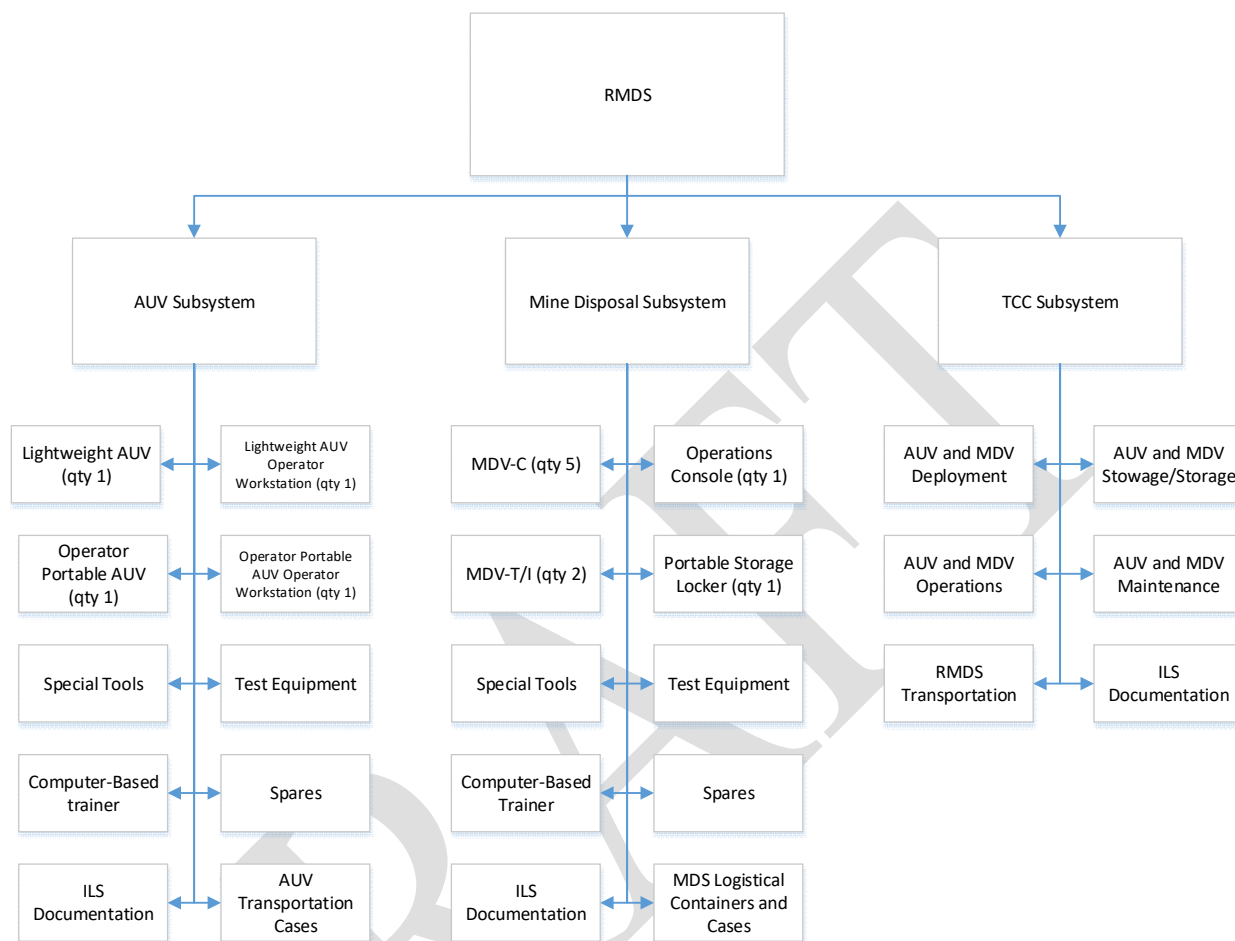 RMDS
AUV Subsystem
Mine Disposal Subsystem
TCC Subsystem
Lightweight AUV
(qty 1)
Lightweight AUV
Operator
Workstation (qty 1)
MDV-C (qty 5)
Operations
Console (qty 1)
AUV and MDV
Deployment
AUV and MDV
Stowage/Storage
Operator
Portable AUV
(qty 1)
Operator Portable
AUV Operator
Workstation (qty 1)
MDV-T/I (qty 2)
Portable Storage
Locker (qty 1)
AUV and MDV
Operations
AUV and MDV
Maintenance
Special Tools
Test Equipment
Special Tools
Test Equipment
RMDS
Transportation
ILS
Documentation
Computer-Based
trainer
Spares
Computer-Based
Trainer
Spares
ILS
Documentation
AUV
Transportation
Cases
ILS
Documentation
MDS Logistical
Containers and
Cases
DRAFT